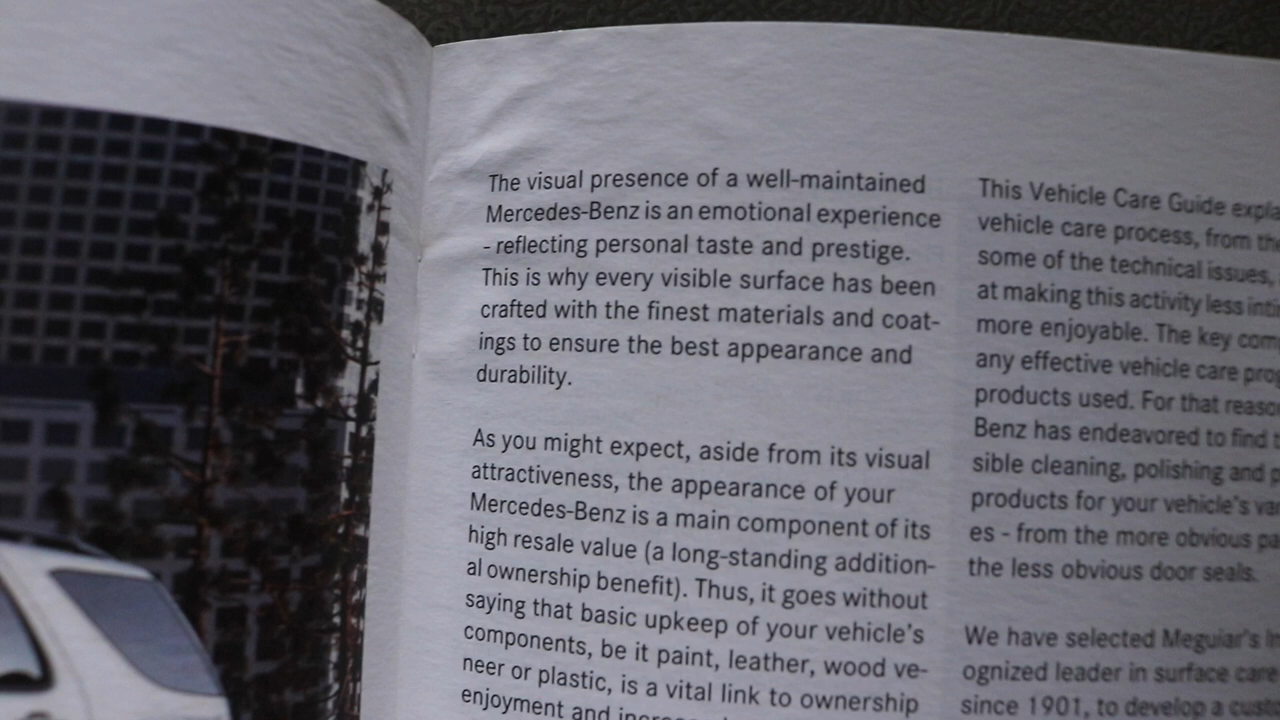 The visual presence of a well-maintained
Mercedes-Benz is an emotional experience
- reflecting personal taste and prestige.
This is why every visible surface has been
crafted with the finest materials and coat-
ings to ensure the best appearance and
durability.
As you might expect, aside from its visual
attractiveness, the appearance of your
Mercedes-Benz is a main component of its
high resale value (a long-standing addition-
al ownership benefit). Thus, it goes without
saying that basic upkeep of your vehicle's
components, be it paint, leather, wood ve-
neer or plastic, is a vital link to ownership
enjoyment and
This Vehicle Care Guide
vehicle care process, from
some of the technical issues,
at making this activity less
more enjoyable. The key
any effective vehicle care
products used. For that
Benz has endeavored to find
sible cleaning, polishing and
products for your vehicle's
es - from the more obvious
the less obvious door seals.
We have selected Meguiar's
ognized leader in surface care
since 1901, to develop a